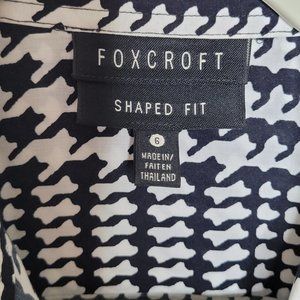 FOXCROFT
SHAPED FIT
6
MADE IN/
FAIT EN
THAILAND